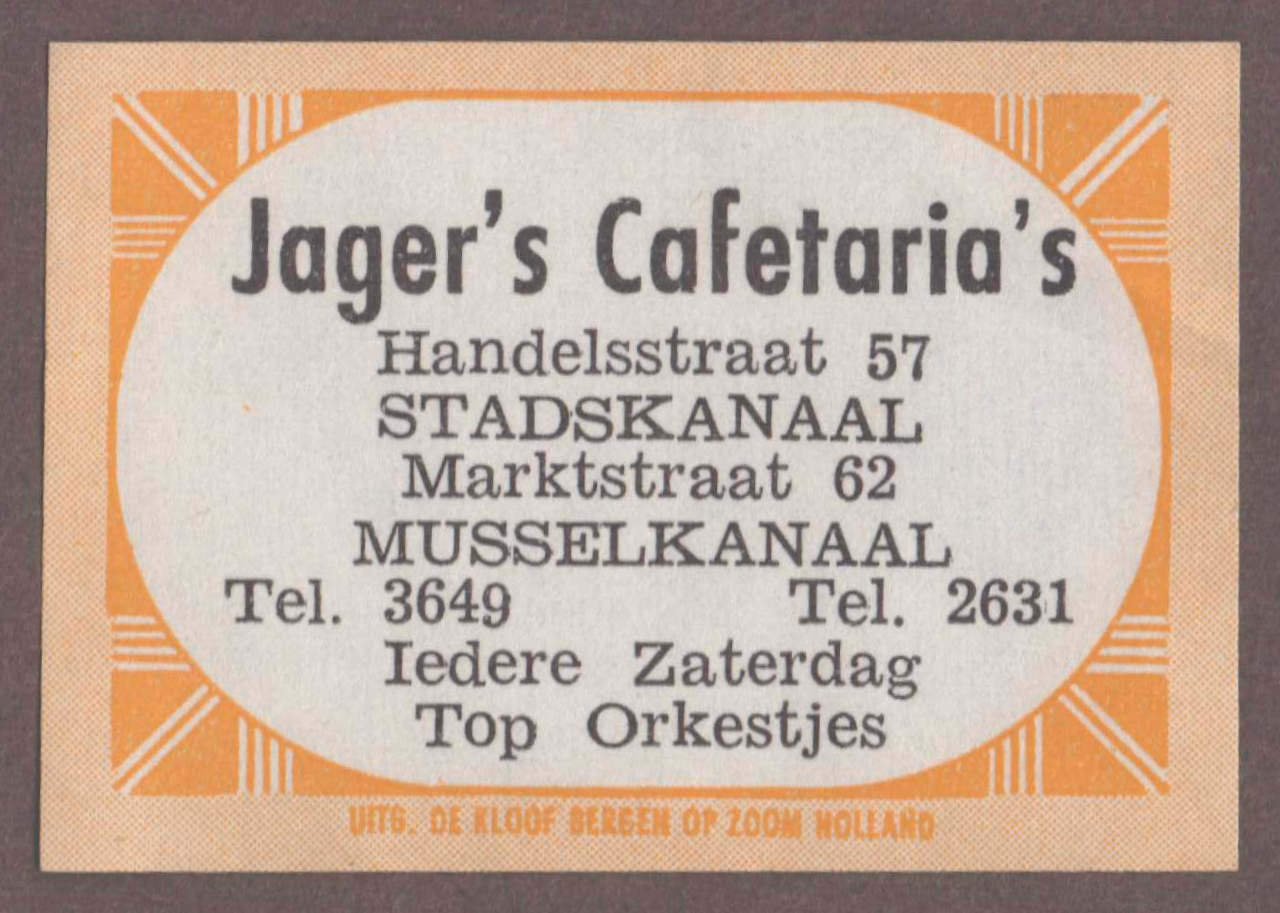 Jager's Cafetaria's
Handelsstraat 57
STADSKANAAL
Marktstraat 62
MUSSELKANAAL
Tel. 3649 Tel. 2631
Iedere Zaterdag
Top Orkestjes
UITG. DE KLOOF BERGEN OP ZOOM HOLLAND